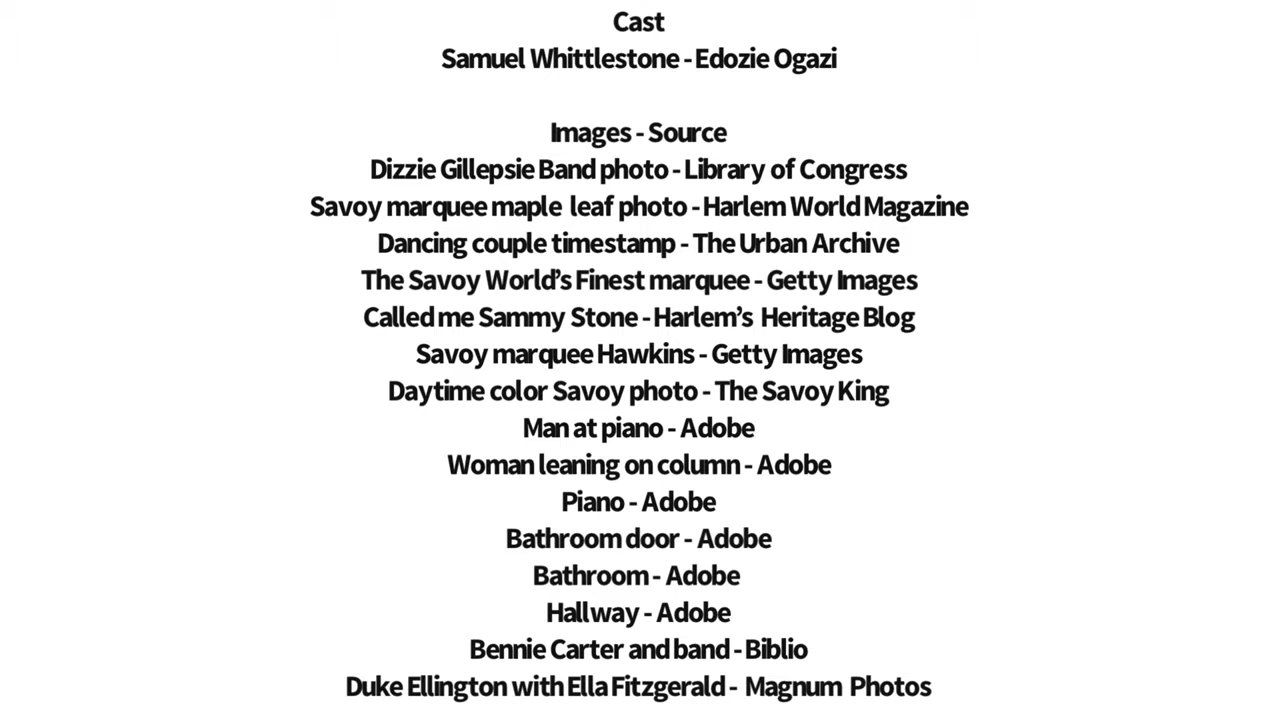 Cast
Samuel Whittlestone - Edozie Ogazi
Images - Source
Dizzie Gillepsie Band photo - Library of Congress
Savoy marquee maple leaf photo - Harlem World Magazine
Dancing couple timestamp - The Urban Archive
The Savoy World's Finest marquee - Getty Images
Called me Sammy Stone - Harlem's Heritage Blog
Savoy marquee Hawkins - Getty Images
Daytime color Savoy photo - The Savoy King
Man at piano - Adobe
Woman leaning on column - Adobe
Piano - Adobe
Bathroom door - Adobe
Bathroom - Adobe
Hallway - Adobe
Bennie Carter and band - Biblio
Duke Ellington with Ella Fitzgerald - Magnum Photos